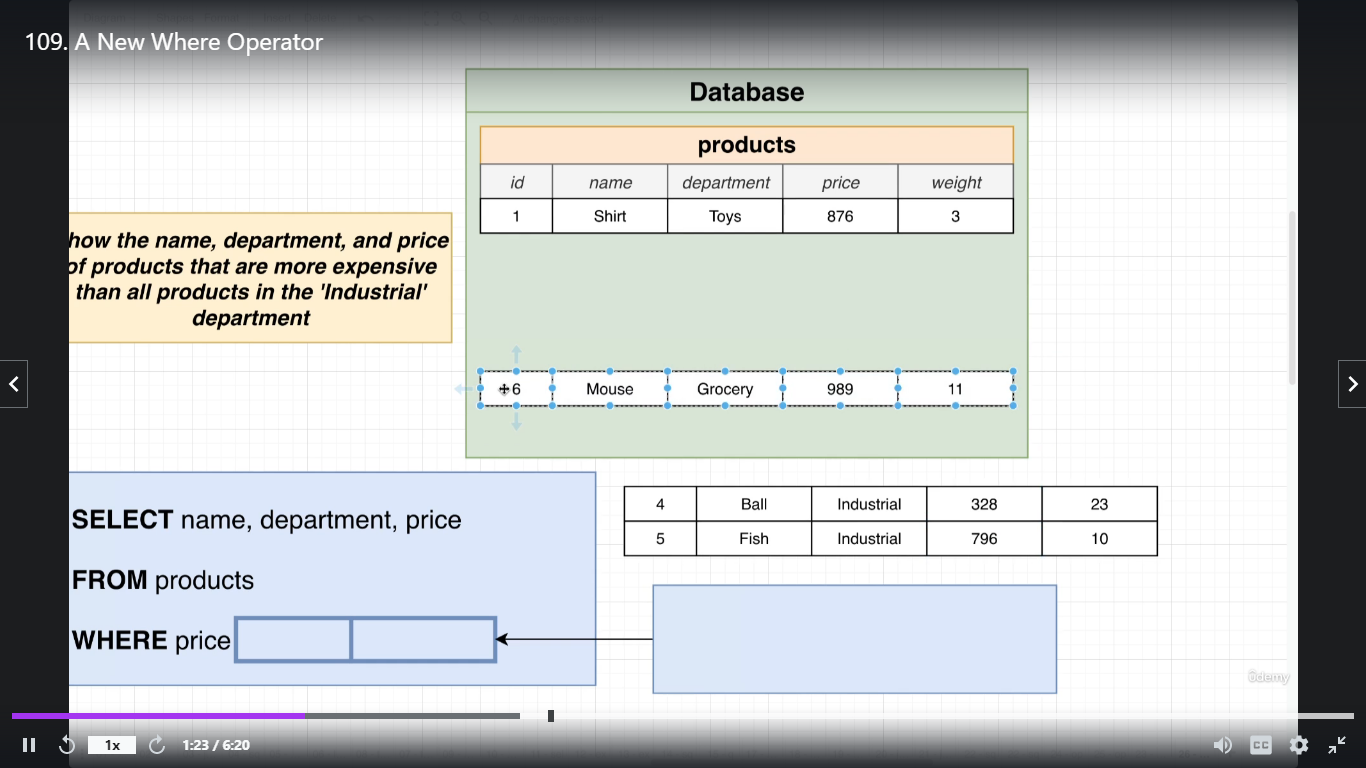 109. A New Where Operator
Database
products
id name department price weight
1 Shirt Toys 876 3
how the name, department, and price
of products that are more expensive
than all products in the 'Industrial'
department
6 Mouse Grocery 989 11
4 Ball Industrial 328 23
5 Fish Industrial 796 10
SELECT name, department, price
FROM products
WHERE price
ûdemy
1x
1:23 / 6:20
CC